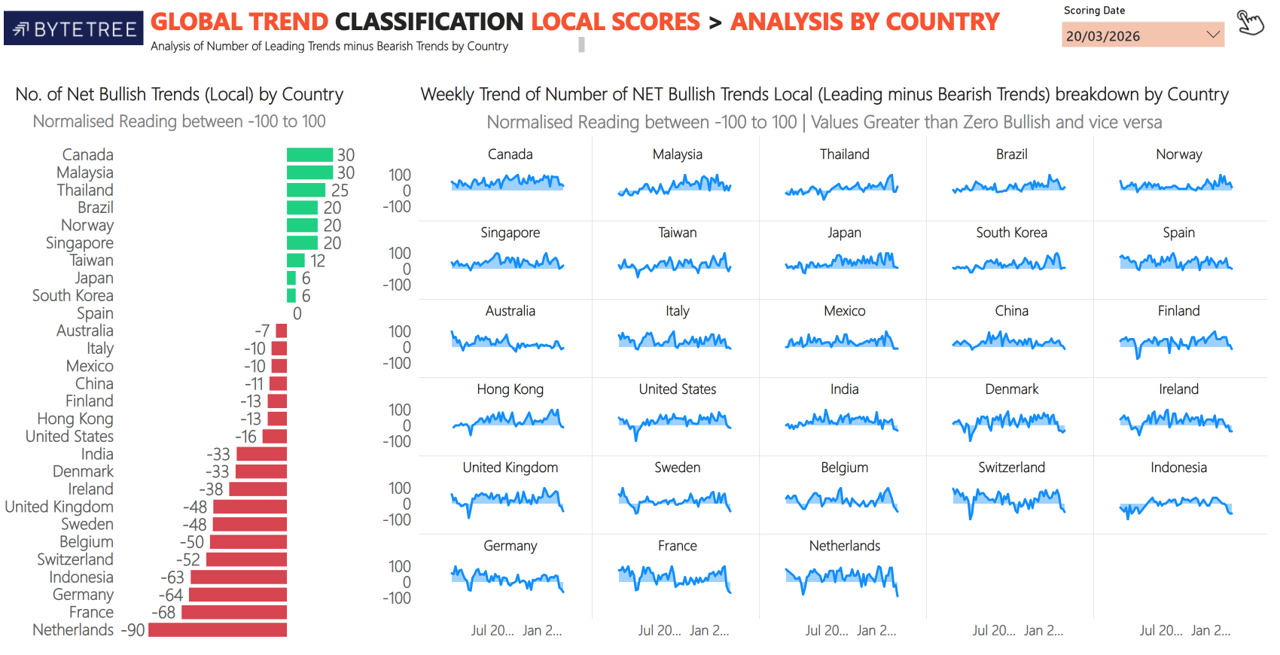 BYTETREE
GLOBAL TREND CLASSIFICATION LOCAL SCORES > ANALYSIS BY COUNTRY
Analysis of Number of Leading Trends minus Bearish Trends by Country
Scoring Date
20/03/2026
No. of Net Bullish Trends (Local) by Country
Normalised Reading between -100 to 100
Canada 30
Malaysia 30
Thailand 25
Brazil 20
Norway 20
Singapore 20
Taiwan 12
Japan 6
South Korea 6
Spain 0
Australia -7
Italy -10
Mexico -10
China -11
Finland -13
Hong Kong -13
United States -16
India -33
Denmark -33
Ireland -38
United Kingdom -48
Sweden -48
Belgium -50
Switzerland -52
Indonesia -63
Germany -64
France -68
Netherlands -90
Weekly Trend of Number of NET Bullish Trends Local (Leading minus Bearish Trends) breakdown by Country
Normalised Reading between -100 to 100 | Values Greater than Zero Bullish and vice versa
Canada Malaysia Thailand Brazil Norway
100
0
-100
Singapore Taiwan Japan South Korea Spain
100
0
-100
Australia Italy Mexico China Finland
100
0
-100
Hong Kong United States India Denmark Ireland
100
0
-100
United Kingdom Sweden Belgium Switzerland Indonesia
100
0
-100
Germany France Netherlands
100
0
-100
Jul 20... Jan 2... Jul 20... Jan 2... Jul 20... Jan 2... Jul 20... Jan 2... Jul 20... Jan 2...